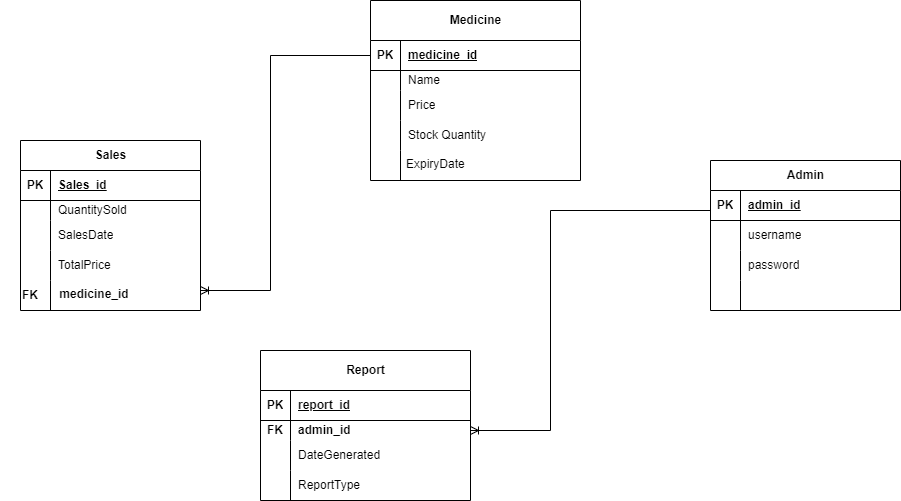 Medicine
PK medicine_id
Name
Price
Stock Quantity
ExpiryDate
Sales
PK Sales_id
QuantitySold
SalesDate
TotalPrice
FK medicine_id
Admin
PK admin_id
username
password
Report
PK report_id
FK admin_id
DateGenerated
ReportType